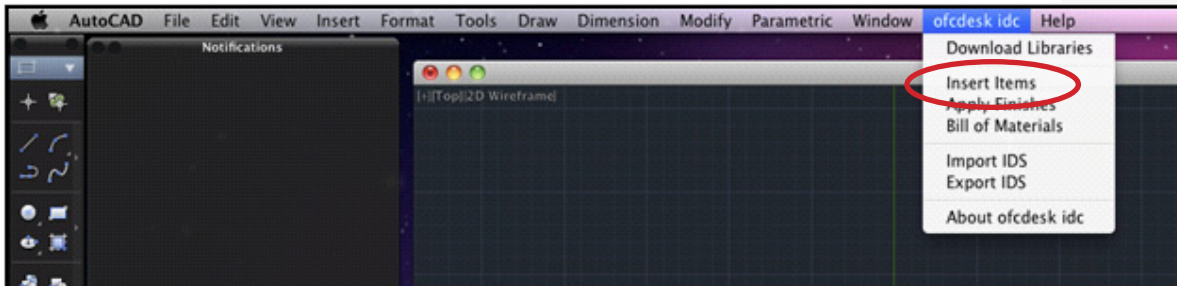 AutoCAD File Edit View Insert Format Tools Draw Dimension Modify Parametric Window ofcdesk idc Help
Notifications
Download Libraries
[+][Top][2D Wireframe]
Insert Items
Apply Finishes
Bill of Materials
Import IDS
Export IDS
About ofcdesk idc